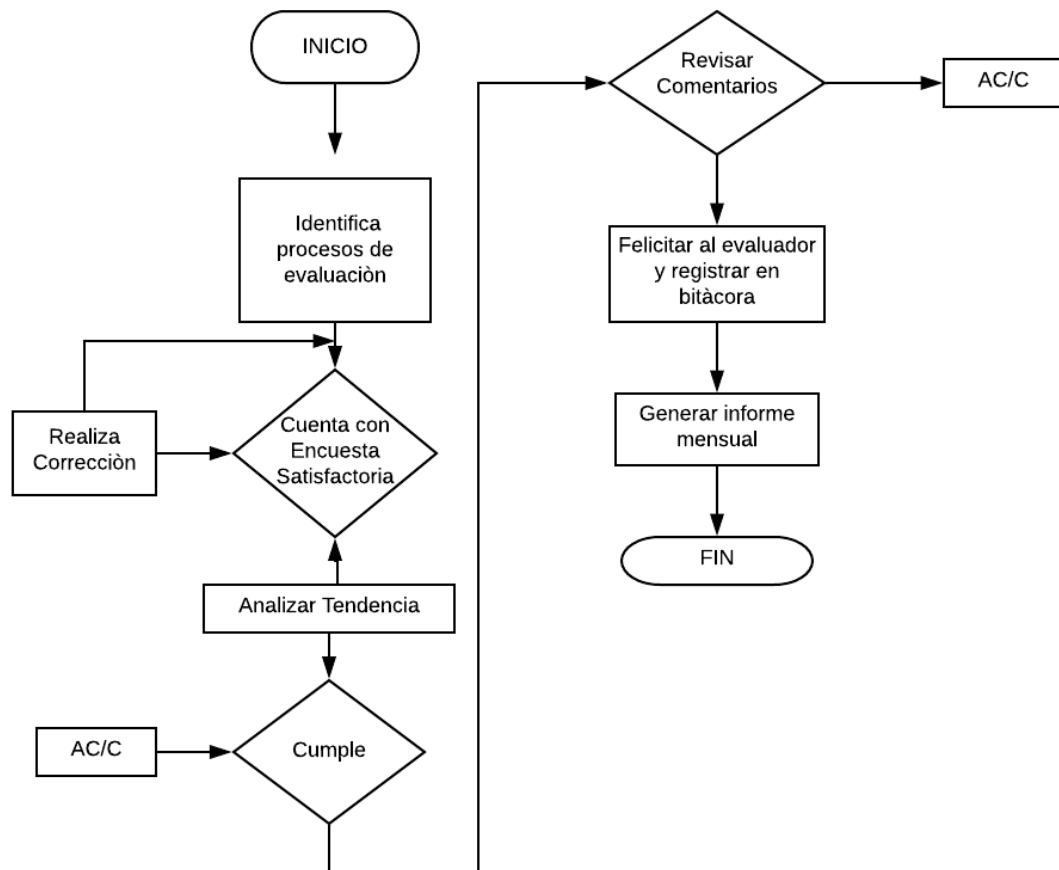 INICIO
Identifica
procesos de
evaluaciòn
Realiza
Correcciòn
Cuenta con
Encuesta
Satisfactoria
Analizar Tendencia
AC/C
Cumple
Revisar
Comentarios
AC/C
Felicitar al evaluador
y registrar en
bitàcora
Generar informe
mensual
FIN